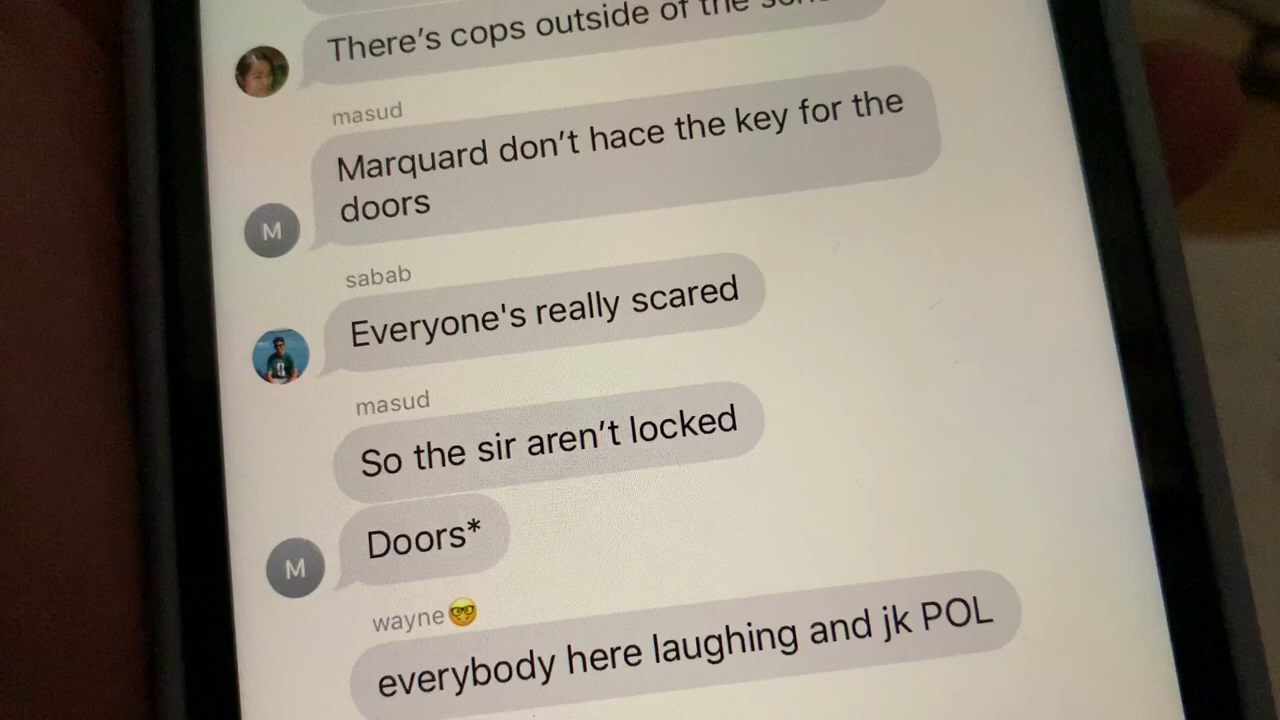 There's cops outside of the
masud
Marquard don't hace the key for the
doors
M
sabab
Everyone's really scared
masud
So the sir aren't locked
Doors*
M
wayne🤓
everybody here laughing and jk POL